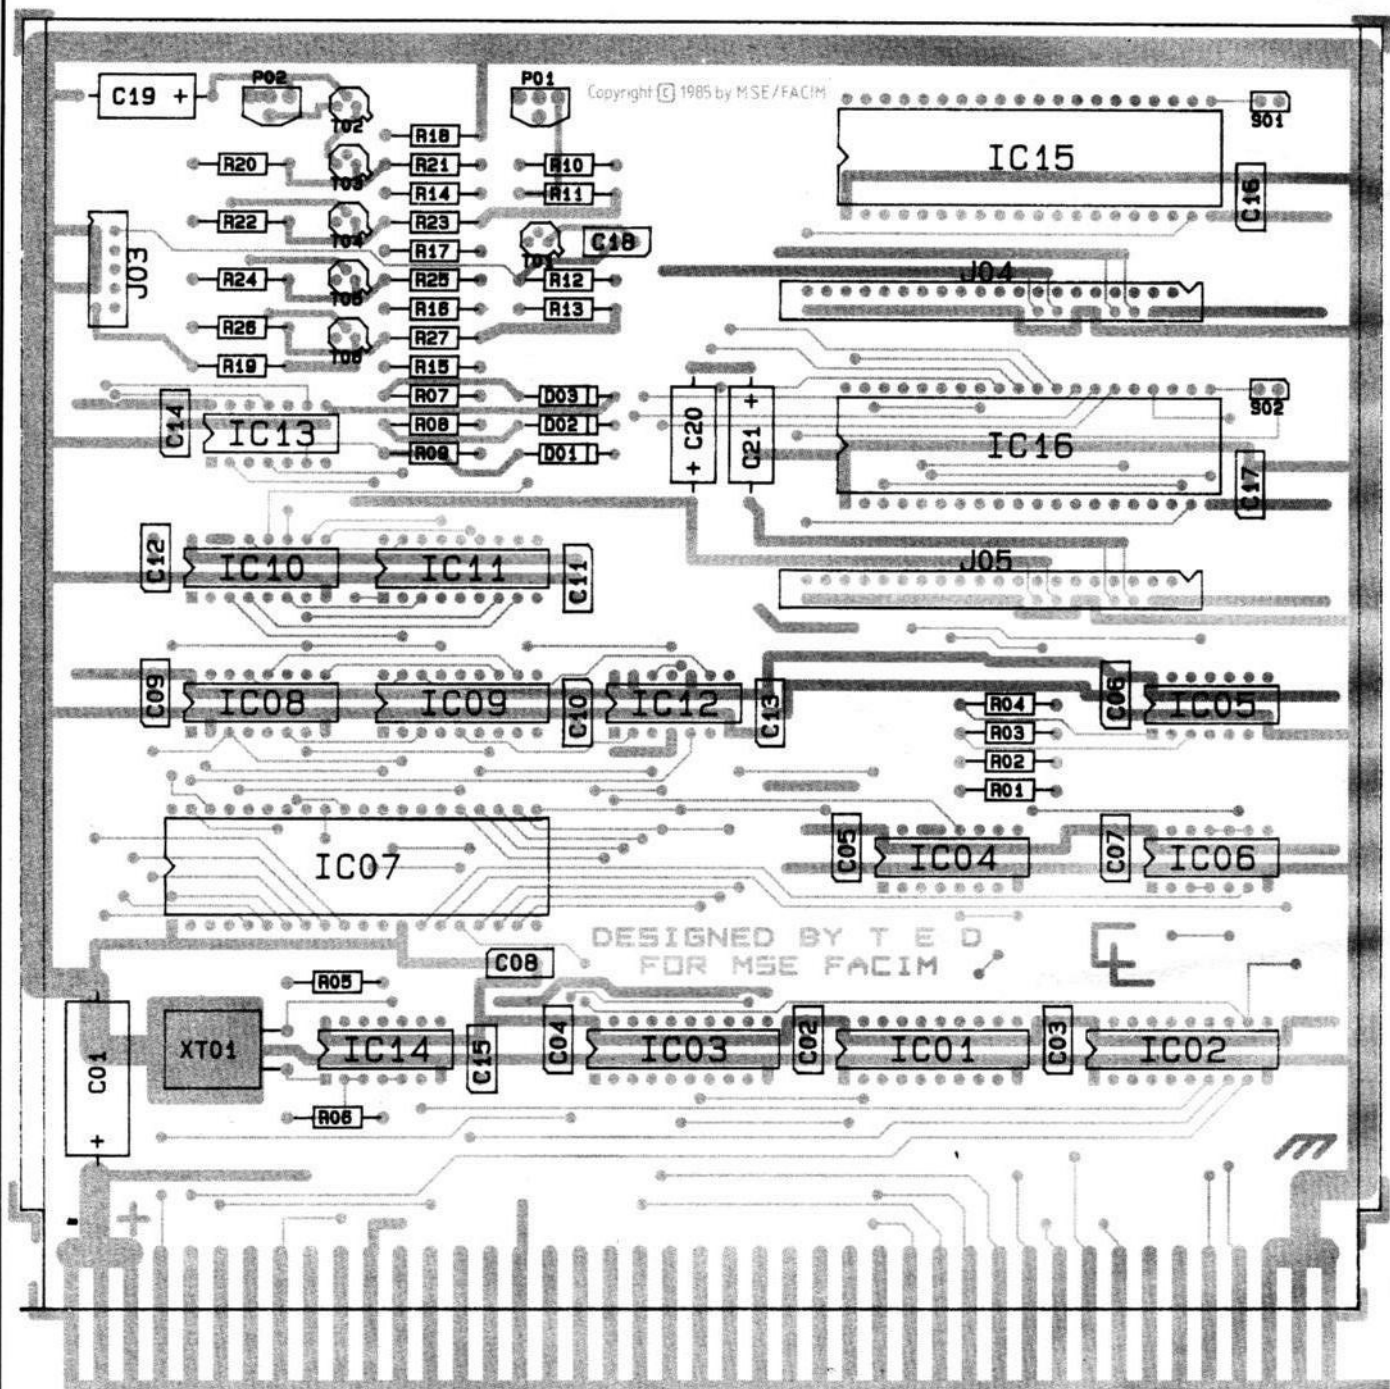 C19 +
P02
P01
Copyright © 1985 by MSE/FACIM
T02
S01
R18
IC15
R20
T03
R21
R10
R14
R11
C16
R22
T04
R23
R17
T01
C18
J03
R24
T05
R25
R12
J04
R16
R13
R26
T06
R27
R19
R15
R07
D03
S02
C14
IC13
R08
D02
+ C20
C21 +
IC16
R09
D01
C17
C12
IC10
IC11
C11
J05
C09
IC08
IC09
C10
IC12
C13
R04
C06
IC05
R03
R02
R01
IC07
C05
IC04
C07
IC06
DESIGNED BY T E D
FOR MSE FACIM
C08
R05
C01
+
XT01
IC14
C15
C04
IC03
C02
IC01
C03
IC02
R06
+